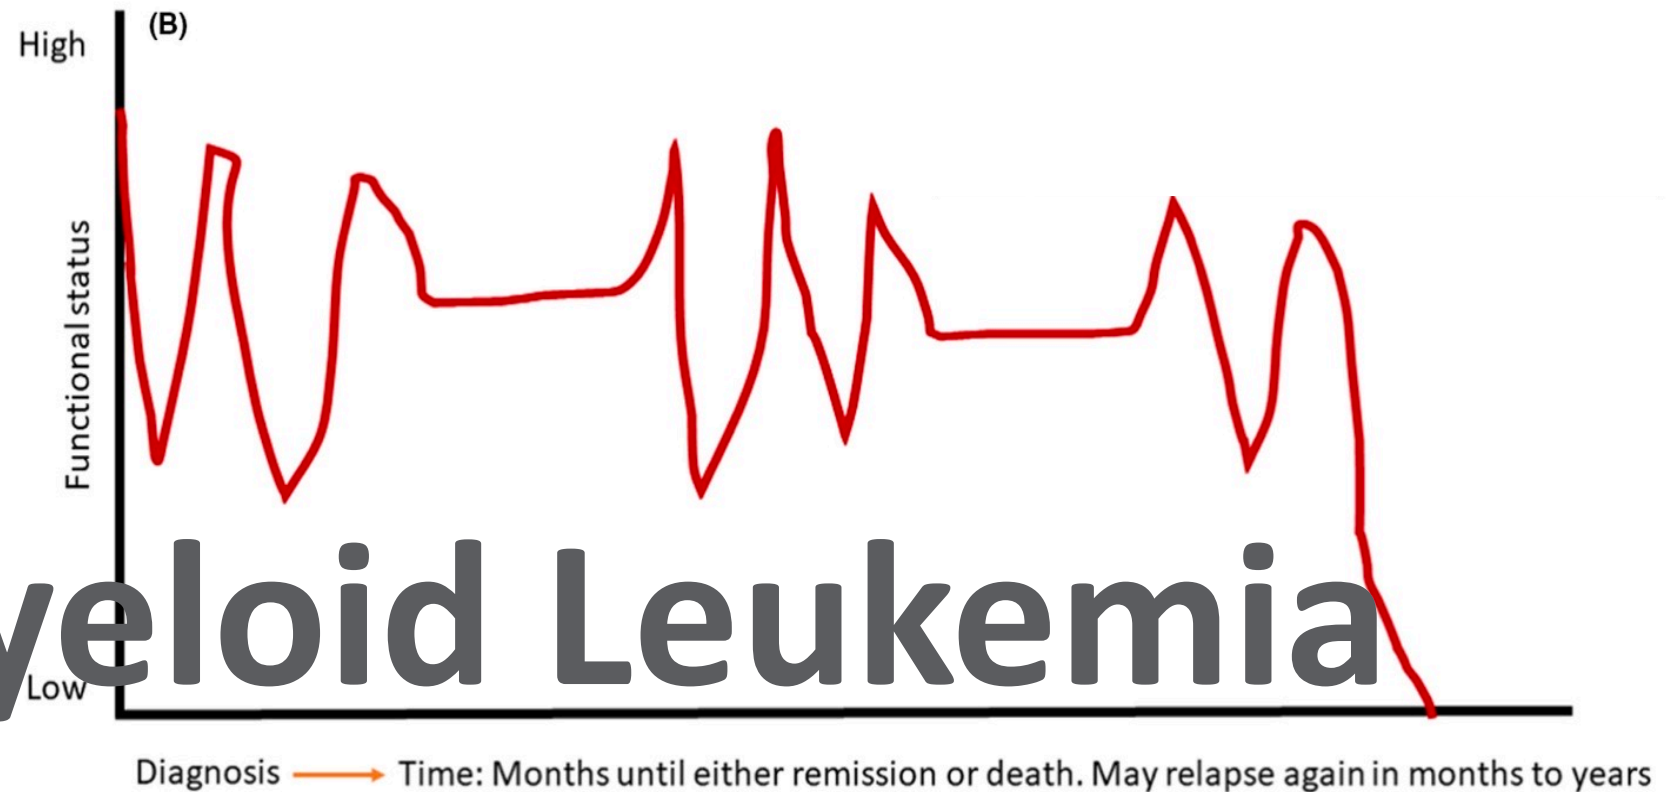 (B)
High
Functional status
yeloid Leukemia
Low
Diagnosis
Time: Months until either remission or death. May relapse again in months to years